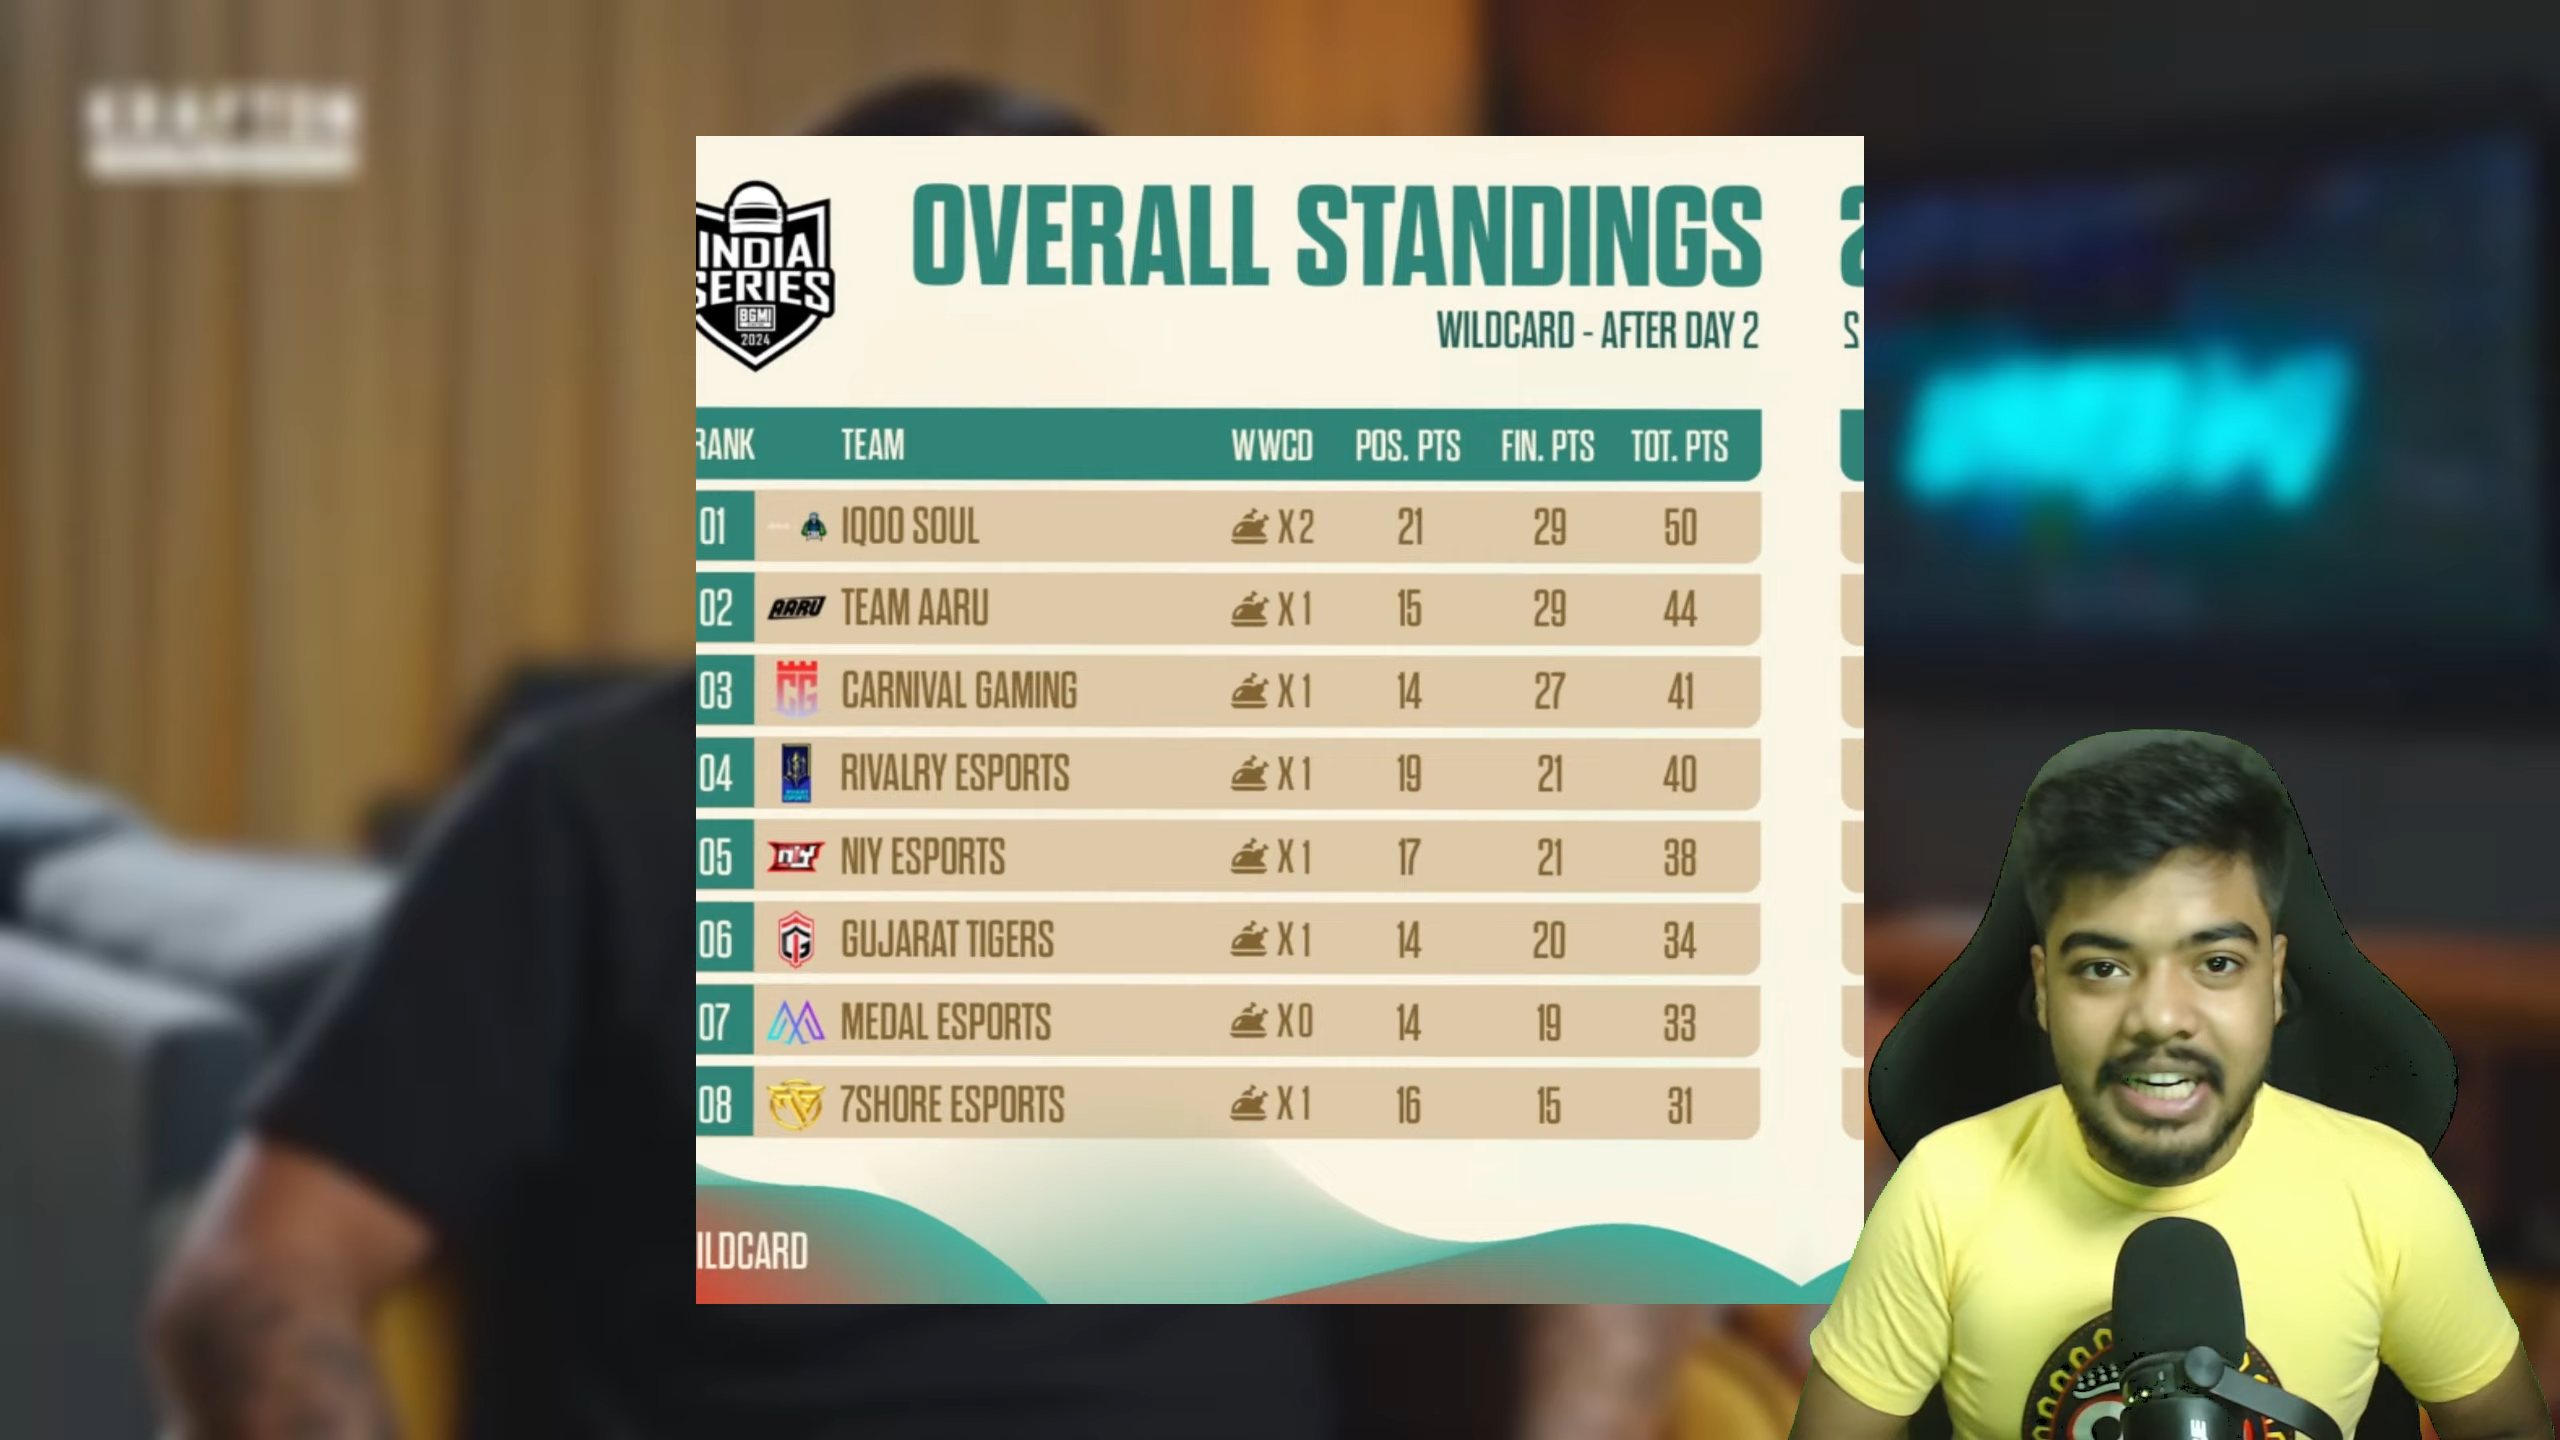 KRAFTON
INDIA
SERIES
BGMI
2024
OVERALL STANDINGS
WILDCARD - AFTER DAY 2
RANK TEAM WWCD POS. PTS FIN. PTS TOT. PTS
01 IQOO SOUL X2 21 29 50
02 AARU TEAM AARU X1 15 29 44
03 CG CARNIVAL GAMING X1 14 27 41
04 RIVALRY ESPORTS X1 19 21 40
05 NIY NIY ESPORTS X1 17 21 38
06 GUJARAT TIGERS X1 14 20 34
07 MEDAL ESPORTS X0 14 19 33
08 7SHORE ESPORTS X1 16 15 31
ILDCARD